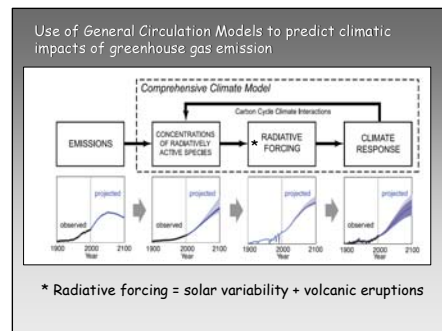 Use of General Circulation Models to predict climatic
impacts of greenhouse gas emission
Comprehensive Climate Model
Carbon Cycle Climate Interactions
EMISSIONS
CONCENTRATIONS
OF RADIATIVELY
ACTIVE SPECIES
* RADIATIVE
FORCING
CLIMATE
RESPONSE
projected
observed
1900 2000 2100
Year
projected
observed
1900 2000 2100
Year
projected
observed
1900 2000 2100
Year
projected
observed
1900 2000 2100
Year
* Radiative forcing = solar variability + volcanic eruptions